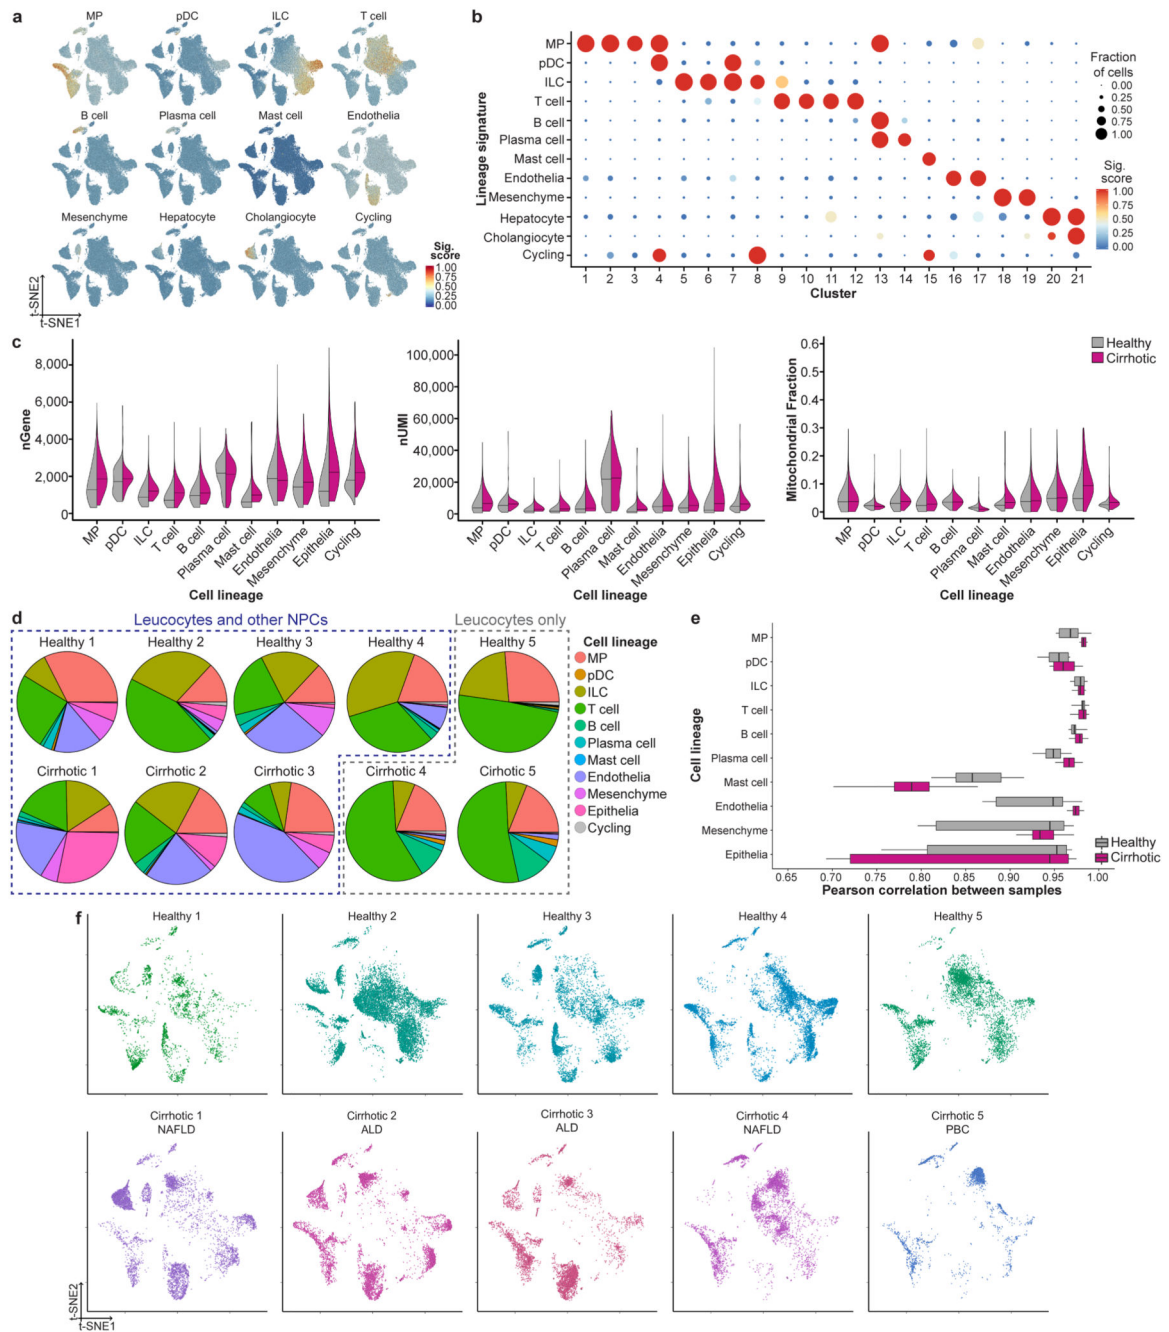 a
MP
pDC
ILC
T cell
B cell
Plasma cell
Mast cell
Endothelia
Mesenchyme
Hepatocyte
Cholangiocyte
Cycling
Sig.
score
1.00
0.75
0.50
0.25
0.00
t-SNE2
t-SNE1
b
Lineage signature
MP
pDC
ILC
T cell
B cell
Plasma cell
Mast cell
Endothelia
Mesenchyme
Hepatocyte
Cholangiocyte
Cycling
1 2 3 4 5 6 7 8 9 10 11 12 13 14 15 16 17 18 19 20 21
Cluster
Fraction
of cells
0.00
0.25
0.50
0.75
1.00
Sig.
score
1.00
0.75
0.50
0.25
0.00
c
nGene
8,000
6,000
4,000
2,000
0
MP
pDC
ILC
T cell
B cell
Plasma cell
Mast cell
Endothelia
Mesenchyme
Epithelia
Cycling
Cell lineage
nUMI
100,000
80,000
60,000
40,000
20,000
0
MP
pDC
ILC
T cell
B cell
Plasma cell
Mast cell
Endothelia
Mesenchyme
Epithelia
Cycling
Cell lineage
Mitochondrial Fraction
0.6
0.5
0.4
0.3
0.2
0.1
0
MP
pDC
ILC
T cell
B cell
Plasma cell
Mast cell
Endothelia
Mesenchyme
Epithelia
Cycling
Cell lineage
Healthy
Cirrhotic
d
Leucocytes and other NPCs
Leucocytes only
Healthy 1
Healthy 2
Healthy 3
Healthy 4
Healthy 5
Cirrhotic 1
Cirrhotic 2
Cirrhotic 3
Cirrhotic 4
Cirrhotic 5
Cell lineage
MP
pDC
ILC
T cell
B cell
Plasma cell
Mast cell
Endothelia
Mesenchyme
Epithelia
Cycling
e
Cell lineage
MP
pDC
ILC
T cell
B cell
Plasma cell
Mast cell
Endothelia
Mesenchyme
Epithelia
Healthy
Cirrhotic
0.65 0.70 0.75 0.80 0.85 0.90 0.95 1.00
Pearson correlation between samples
f
Healthy 1
Healthy 2
Healthy 3
Healthy 4
Healthy 5
Cirrhotic 1
NAFLD
Cirrhotic 2
ALD
Cirrhotic 3
ALD
Cirrhotic 4
NAFLD
Cirrhotic 5
PBC
t-SNE2
t-SNE1